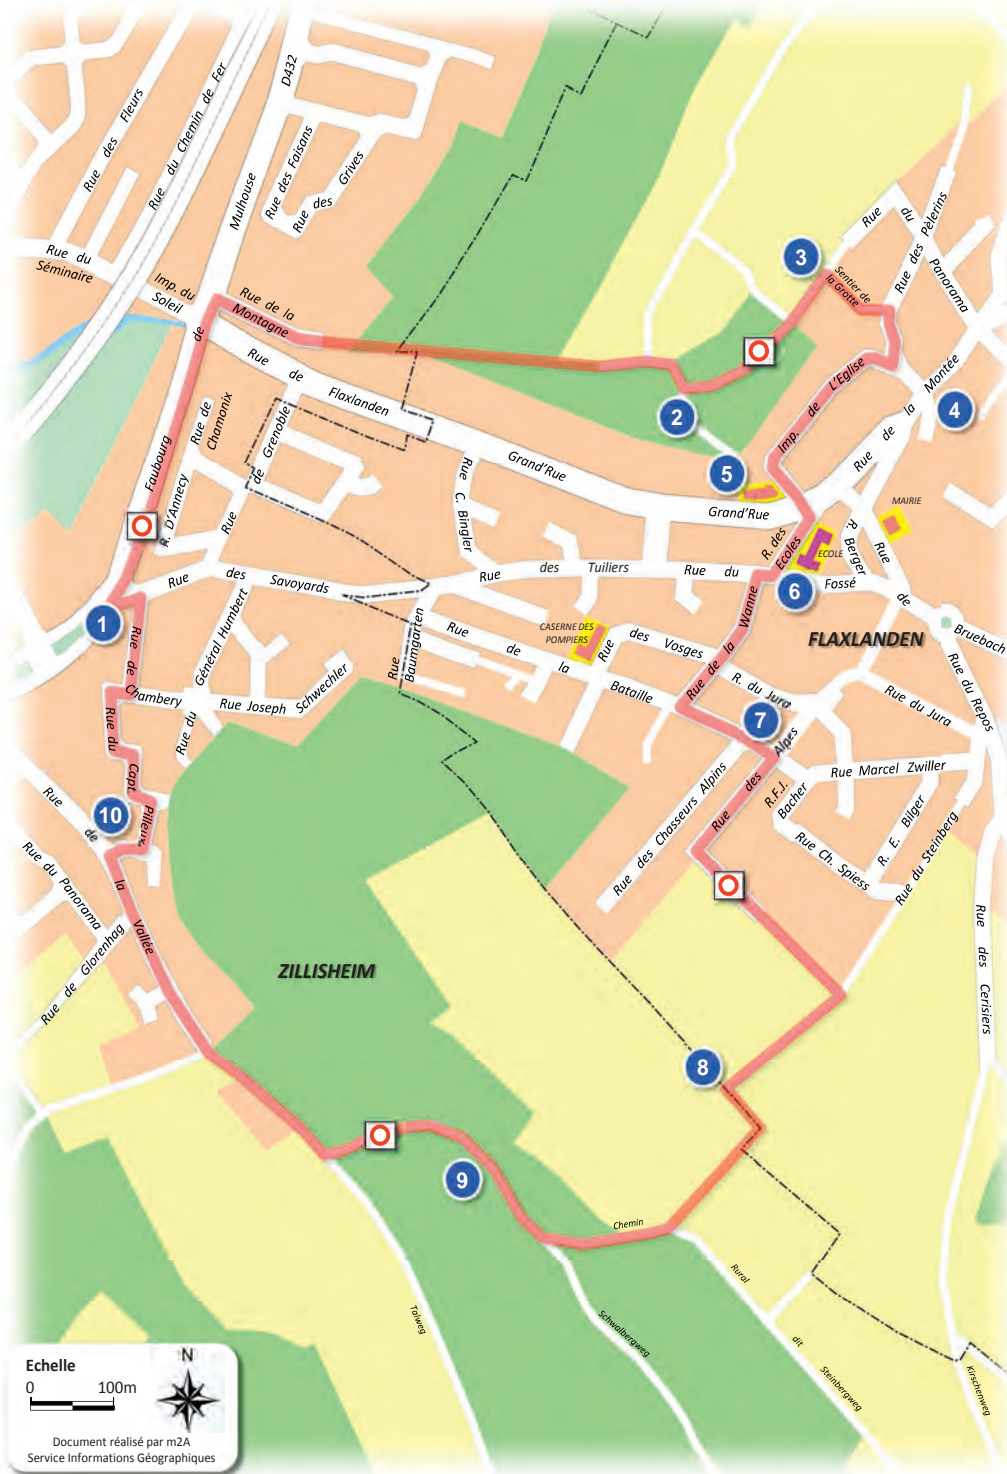 D432
Rue des Fleurs
Rue du Chemin de Fer
Rue des Faisans
Rue des
Grives
Mulhouse
Rue du
Séminaire
Imp. du
Soleil
Rue de la
Montagne
de
Rue
de
Flaxlanden
Rue de
Chamonix
Faubourg
R. D'Annecy
Rue
de Grenoble
Grand'Rue
Grand'Rue
Rue C. Bingler
3
Rue
du
Panorama
Rue des Pèlerins
Sentier de
la Grotte
2
Imp. de L'Eglise
Rue de la Montée
4
5
MAIRIE
R. des
Ecoles
ECOLE
R. Berger
Rue
de
6
Fossé
Rue des Savoyards
Rue des Tuiliers
Rue du
1
Rue de
Chambery
Général Humbert
Rue du
Rue Joseph
Schwechler
Rue
Baumgarten
CASERNE DES
POMPIERS
Rue
de
la
Bataille
Rue
des
Vosges
Rue de la Wanne
FLAXLANDEN
Bruebach
Rue du Repos
R. du Jura
Rue du Jura
7
Alpes
Rue des
Rue des Chasseurs Alpins
R.F.J.
Bacher
Rue Marcel Zwiller
Rue Ch. Spiess
R. E. Bilger
Rue du Steinberg
Rue du
Capt.
Pilleux
10
Rue
de
la
Vallée
Rue du Panorama
Rue de Glorenhag
ZILLISHEIM
Rue des Cerisiers
8
9
Chemin
Rural
dit
Steinbergweg
Talweg
Schwalbergweg
Kirschenweg
Echelle
N
0 100m
Document réalisé par m2A
Service Informations Géographiques